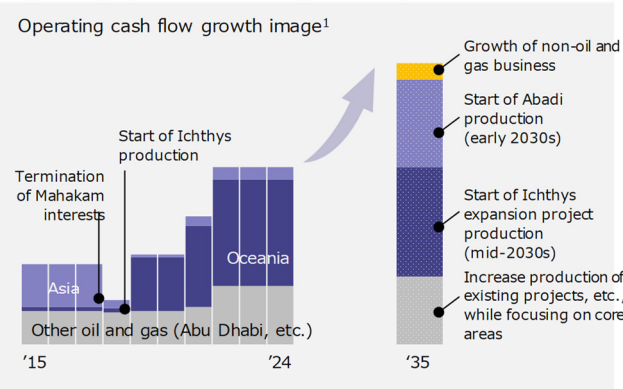 Operating cash flow growth image1
Growth of non-oil and
gas business
Start of Abadi
production
(early 2030s)
Start of Ichthys
production
Termination
of Mahakam
interests
Start of Ichthys
expansion project
production
(mid-2030s)
Oceania
Asia
Increase production of
existing projects, etc.,
while focusing on core
areas
Other oil and gas (Abu Dhabi, etc.)
’15
’24
‘35